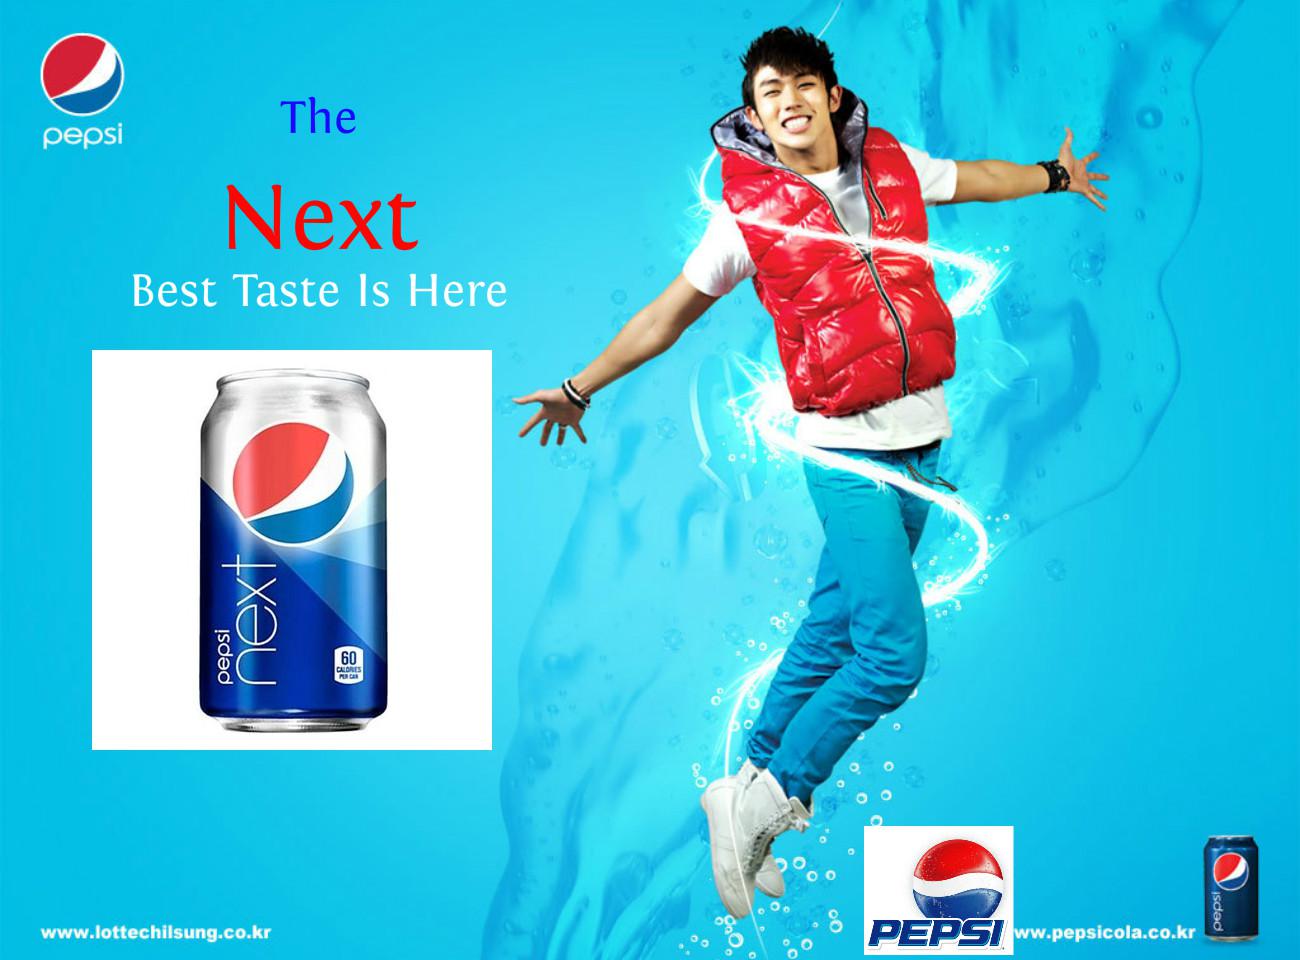 pepsi
The
Next
Best Taste Is Here
pepsi
next
60
CALORIES
PER CAN
www.lottechilsung.co.kr
PEPSI
ww.pepsicola.co.kr
pepsi